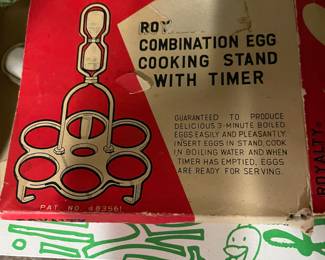 ROY
COMBINATION EGG
COOKING STAND
WITH TIMER
GUARANTEED TO PRODUCE
DELICIOUS 3-MINUTE BOILED
EGGS EASILY AND PLEASANTLY.
INSERT EGGS IN STAND, COOK
IN BOILING WATER AND WHEN
TIMER HAS EMPTIED, EGGS
ARE READY FOR SERVING.
PAT. NO. 483561
ROYALTY